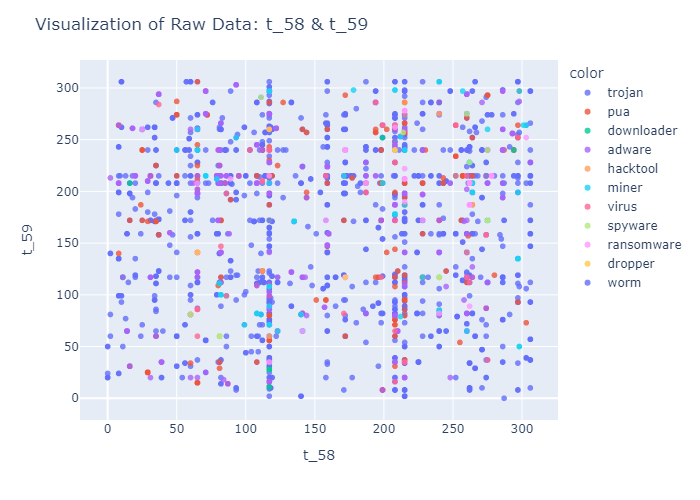 Visualization of Raw Data: t_58 & t_59
color
trojan
pua
downloader
adware
hacktool
miner
virus
spyware
ransomware
dropper
worm
300
250
200
150
100
50
0
t_59
0 50 100 150 200 250 300
t_58